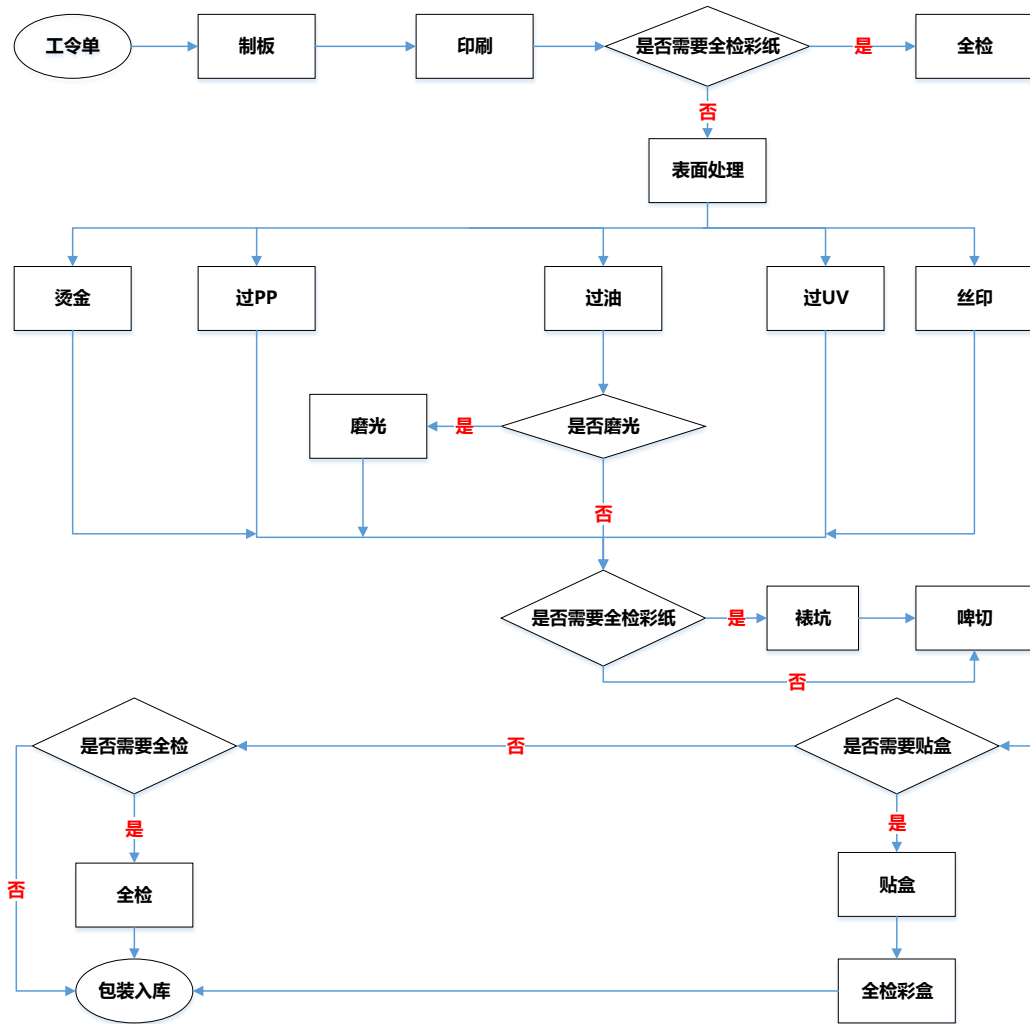 工令单
制板
印刷
是否需要全检彩纸
是
全检
否
表面处理
烫金
过PP
过油
过UV
丝印
磨光
是
是否磨光
否
是否需要全检彩纸
是
裱坑
啤切
否
是否需要全检
否
是否需要贴盒
是
是
否
全检
贴盒
包装入库
全检彩盒